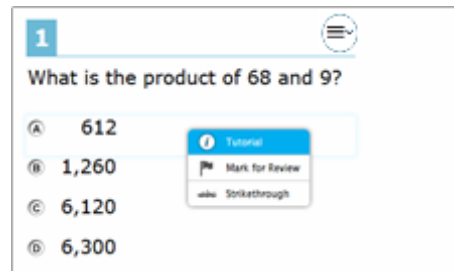 1
What is the product of 68 and 9?
A 612
B 1,260
C 6,120
D 6,300
i Tutorial
Mark for Review
abc Strikethrough